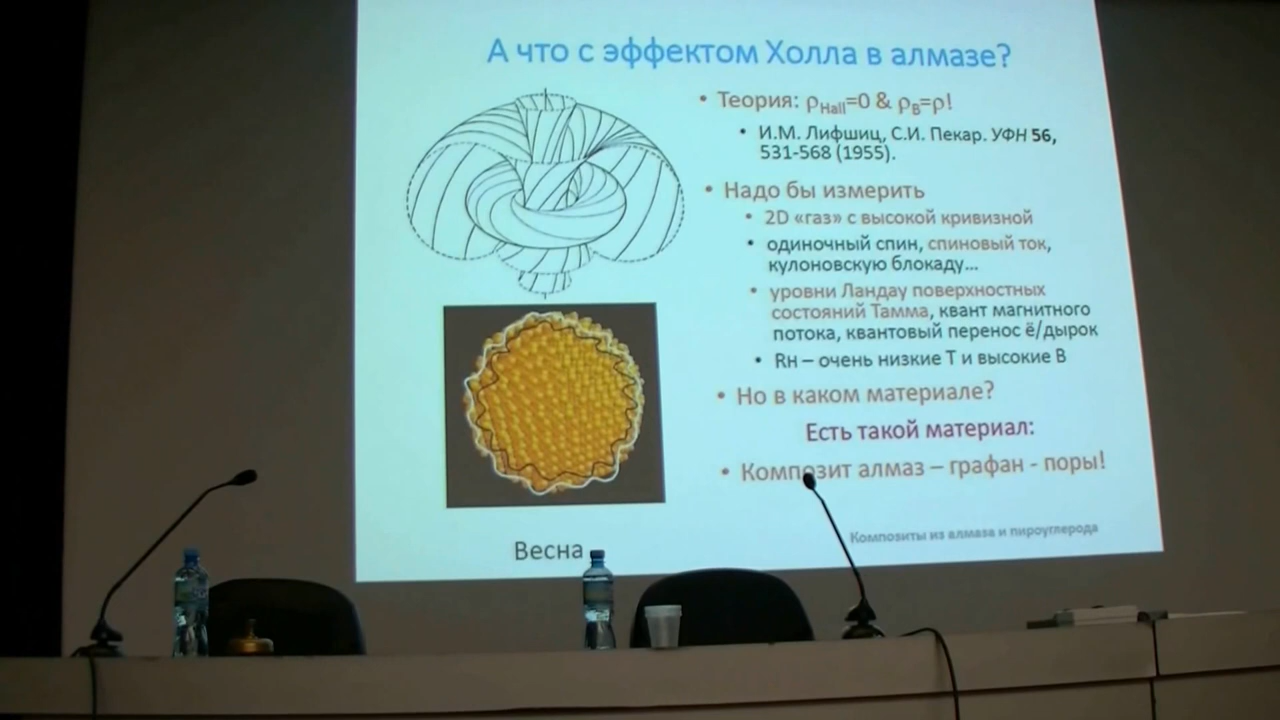 А что с эффектом Холла в алмазе?
• Теория: ρHall=0 & ρB=ρ!
• И.М. Лифшиц, С.И. Пекар. УФН 56,
531-568 (1955).
• Надо бы измерить
• 2D «газ» с высокой кривизной
• одиночный спин, спиновый ток,
кулоновскую блокаду...
• уровни Ландау поверхностных
состояний Тамма, квант магнитного
потока, квантовый перенос ё/дырок
• Rн – очень низкие Т и высокие В
• Но в каком материале?
Есть такой материал:
• Композит алмаз – графан - поры!
Композиты из алмаза и пироуглерода
Весна